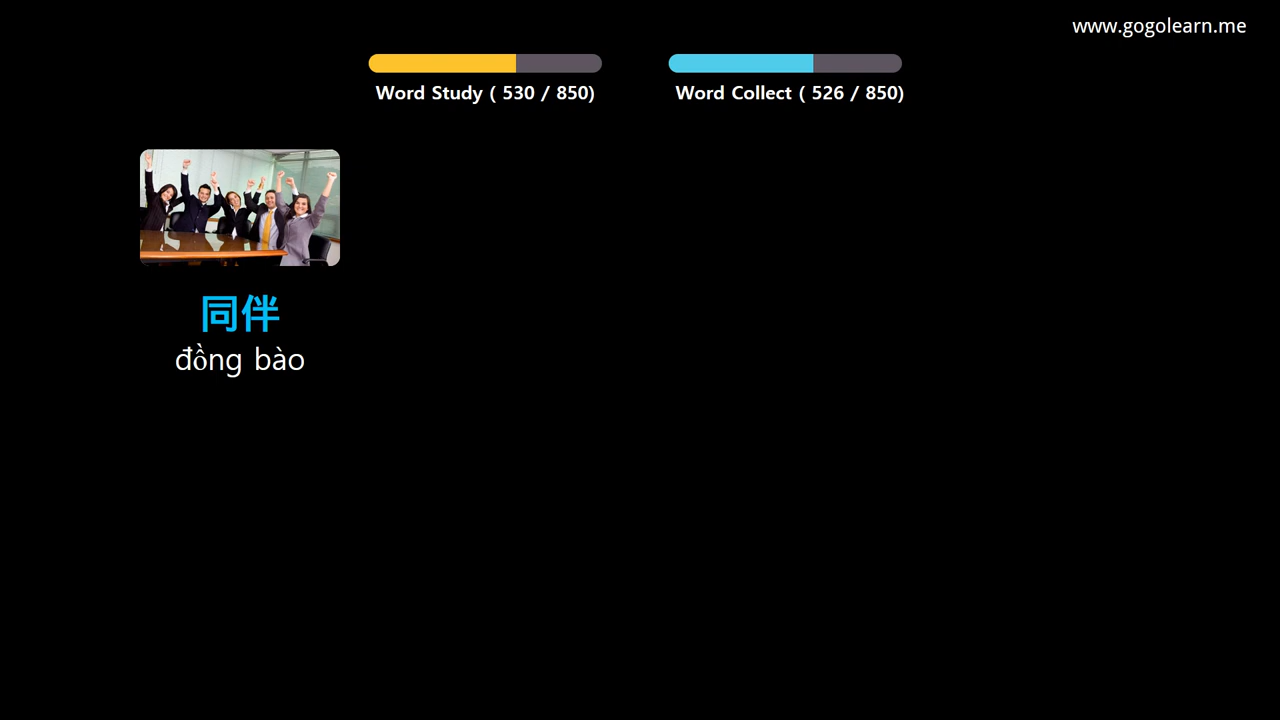 www.gogolearn.me
Word Study ( 530 / 850)
Word Collect ( 526 / 850)
同伴
đồng bào